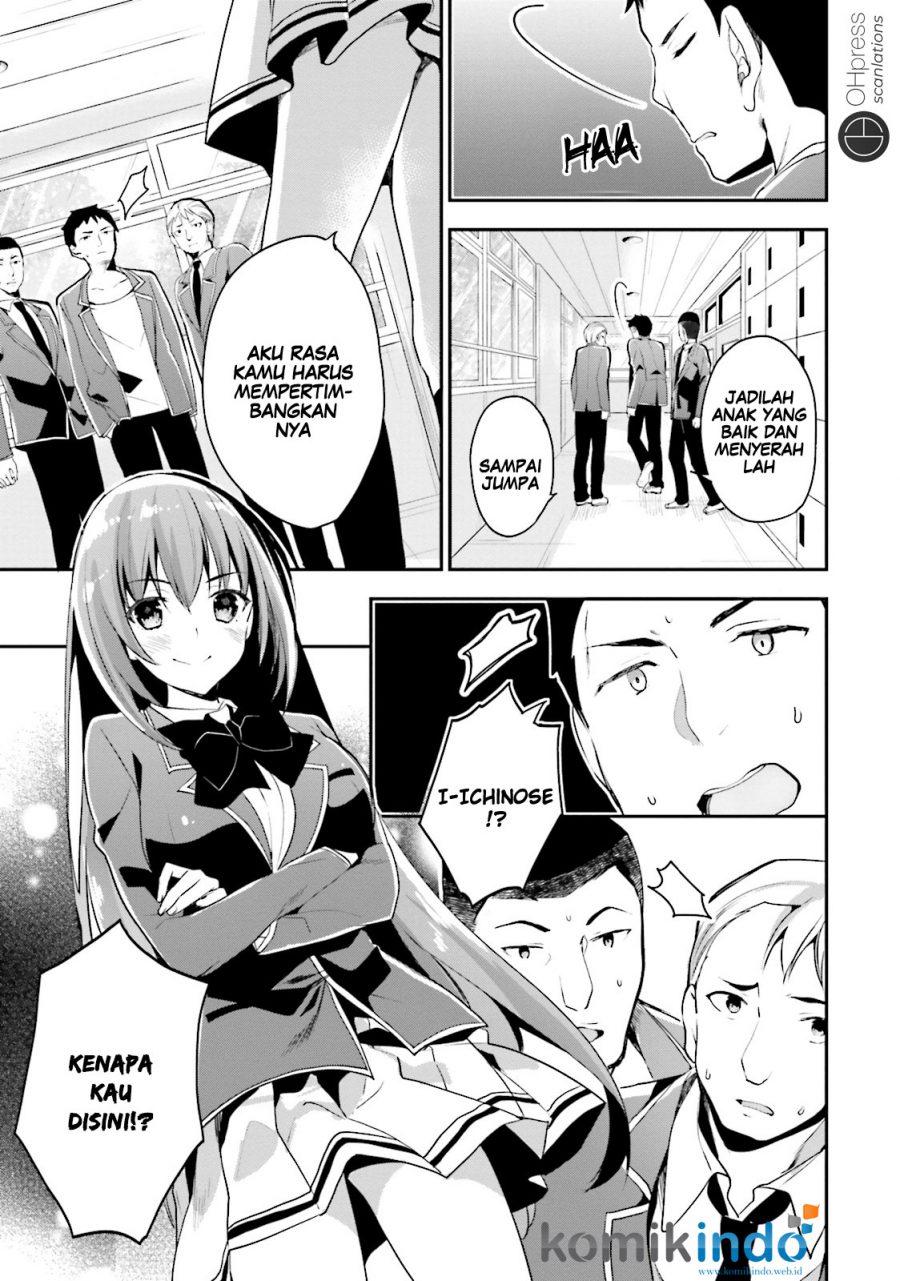 OHpress
scanlations
HAA
JADILAH
ANAK YANG
BAIK DAN
MENYERAH
LAH
SAMPAI
JUMPA
AKU RASA
KAMU HARUS
MEMPERTIM-
BANGKAN
NYA
I-ICHINOSE
!?
KENAPA
KAU
DISINI!?
komikindo
www.komikindo.web.id